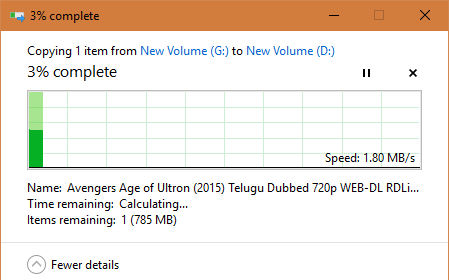 3% complete
Copying 1 item from New Volume (G:) to New Volume (D:)
3% complete
Speed: 1.80 MB/s
Name: Avengers Age of Ultron (2015) Telugu Dubbed 720p WEB-DL RDLi...
Time remaining: Calculating...
Items remaining: 1 (785 MB)
Fewer details